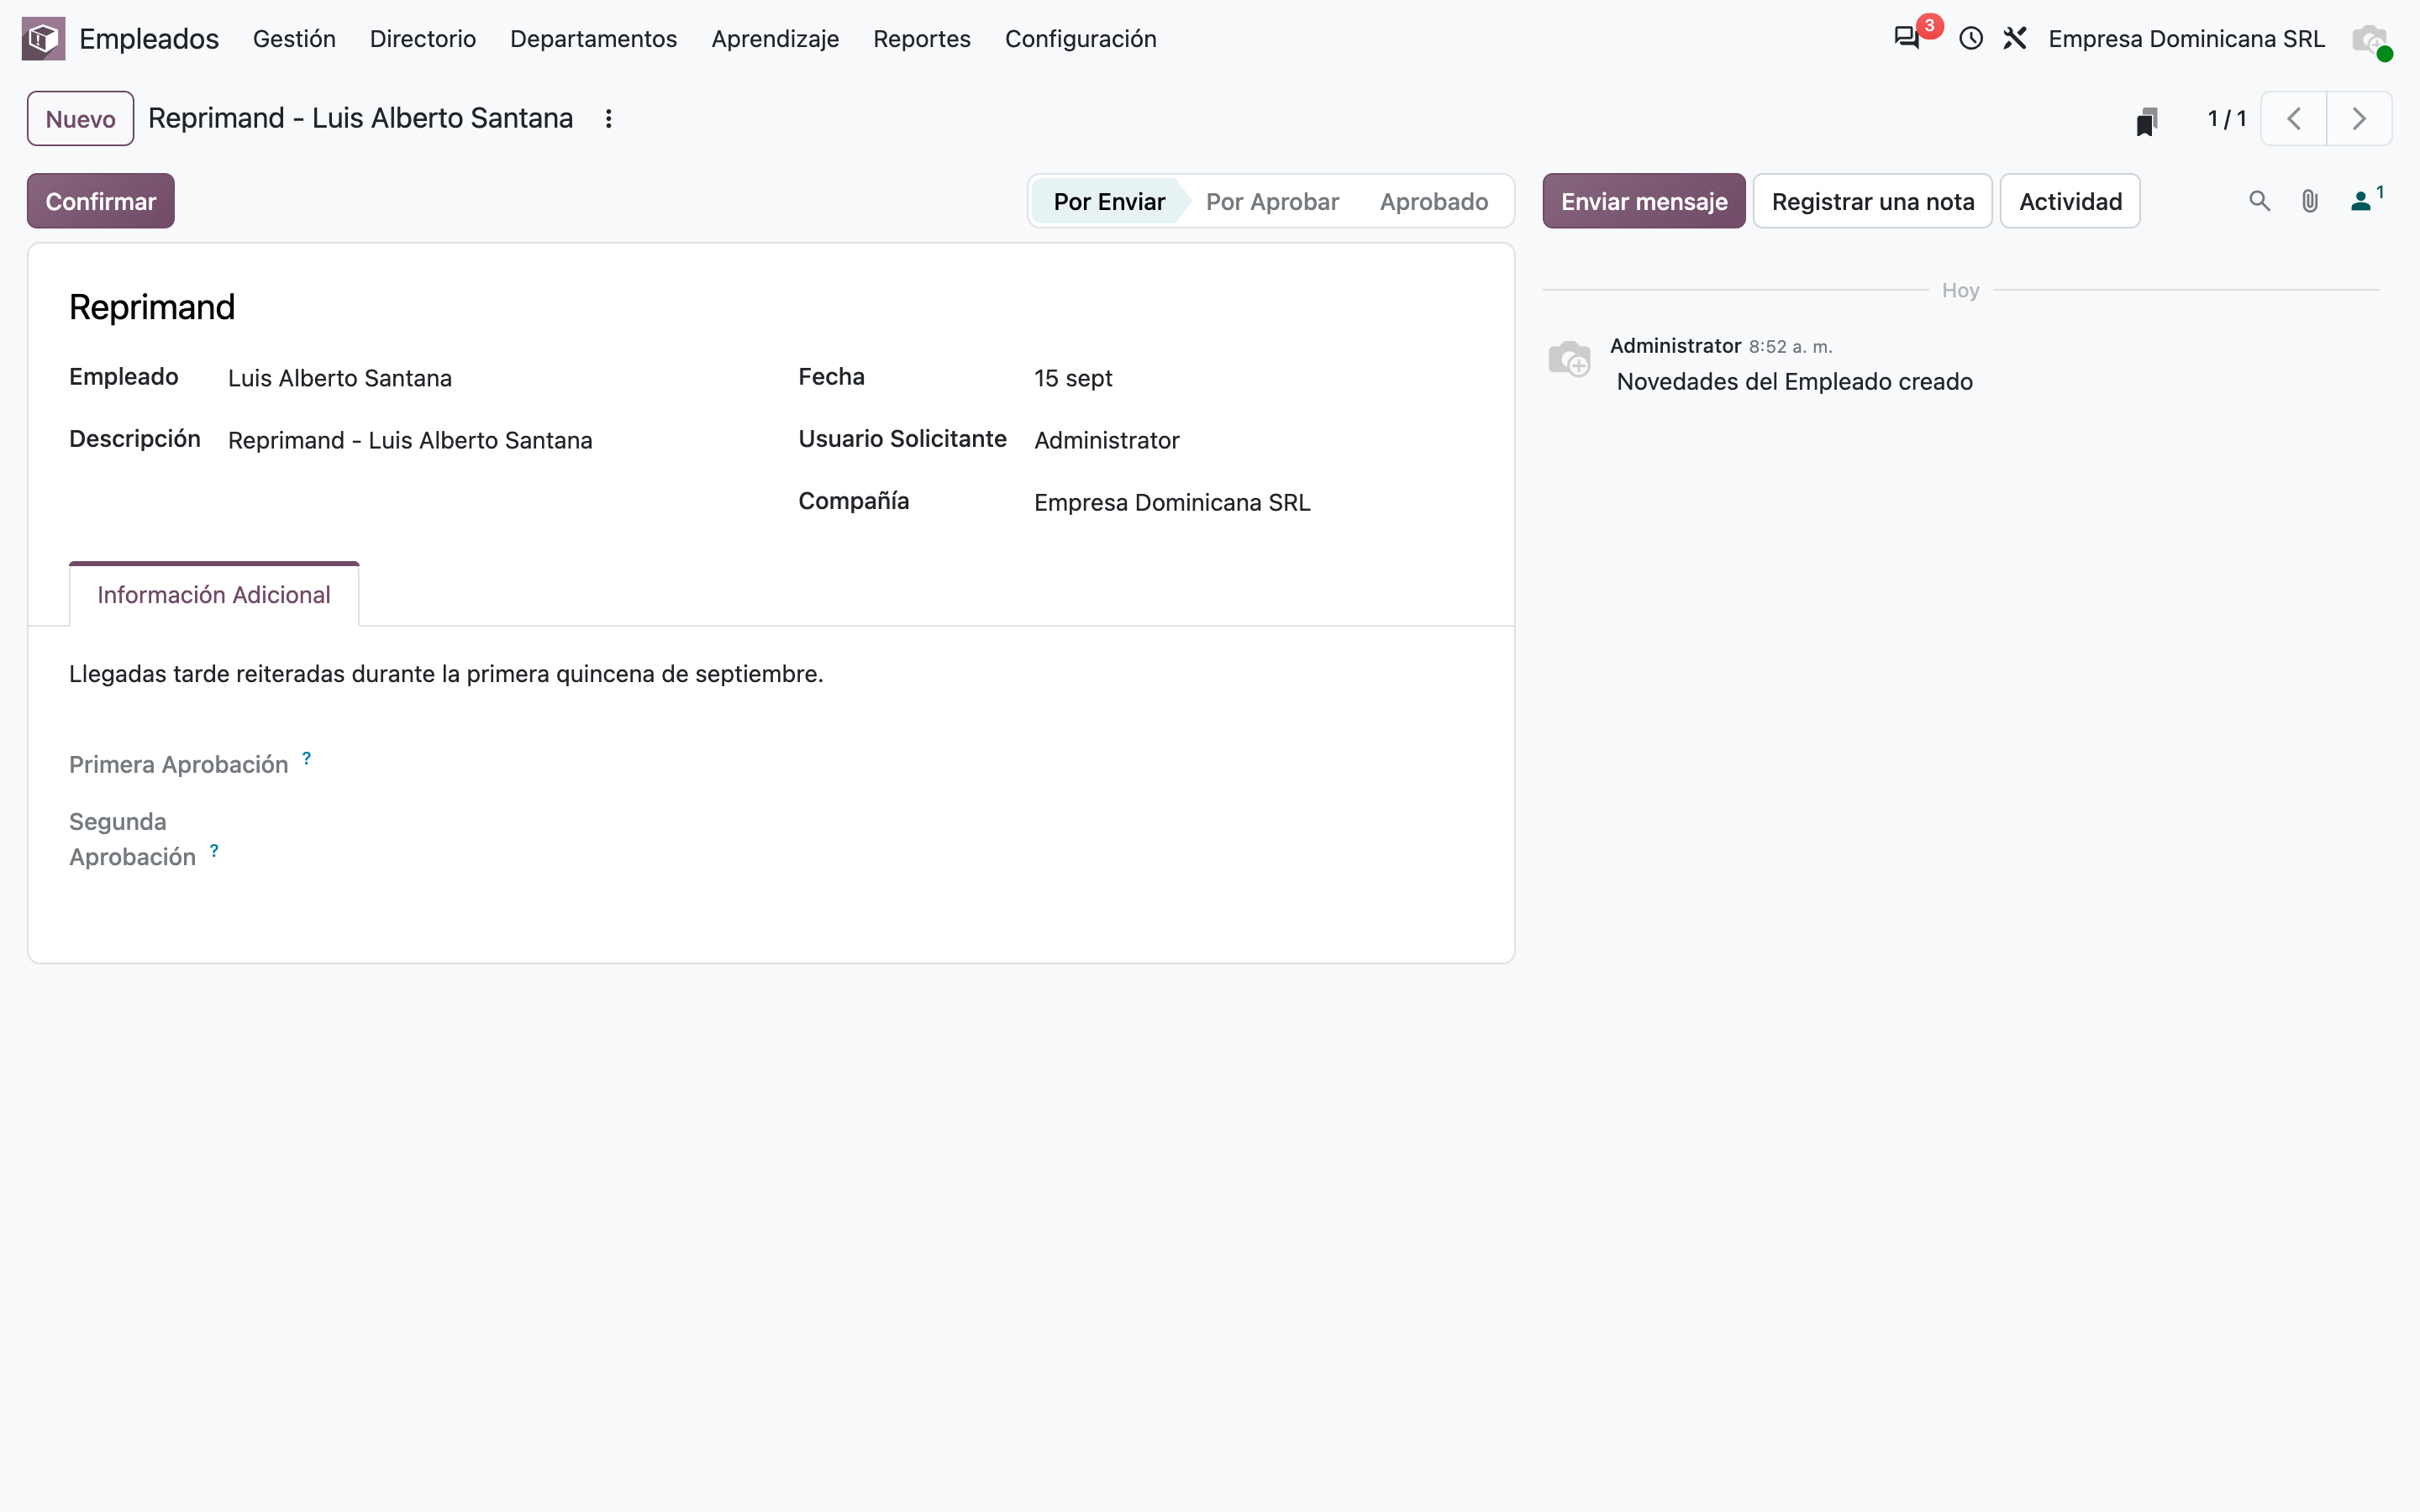 Empleados Gestión Directorio Departamentos Aprendizaje Reportes Configuración 3 Empresa Dominicana SRL
Nuevo Reprimand - Luis Alberto Santana 1 / 1
Confirmar Por Enviar Por Aprobar Aprobado Enviar mensaje Registrar una nota Actividad 1
Reprimand
Empleado Luis Alberto Santana
Descripción Reprimand - Luis Alberto Santana
Fecha 15 sept
Usuario Solicitante Administrator
Compañía Empresa Dominicana SRL
Información Adicional
Llegadas tarde reiteradas durante la primera quincena de septiembre.
Primera Aprobación ?
Segunda
Aprobación ?
Hoy
Administrator 8:52 a. m.
Novedades del Empleado creado